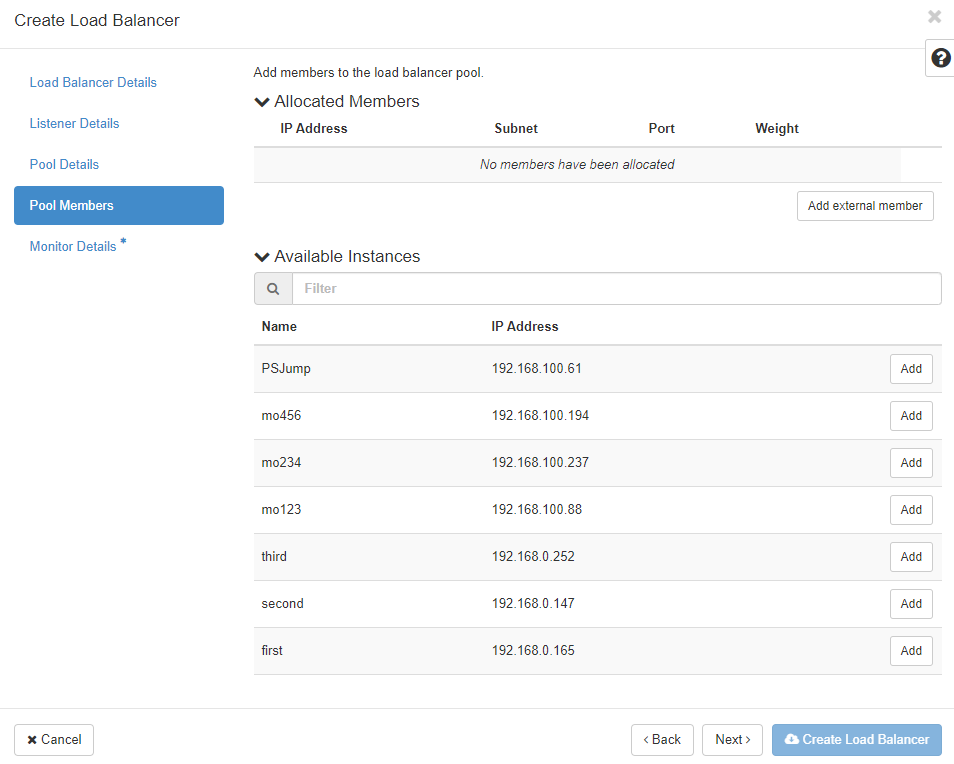 Create Load Balancer
Load Balancer Details
Listener Details
Pool Details
Pool Members
Monitor Details *
Add members to the load balancer pool.
Allocated Members
IP Address Subnet Port Weight
No members have been allocated
Add external member
Available Instances
Filter
Name IP Address
PSJump 192.168.100.61 Add
mo456 192.168.100.194 Add
mo234 192.168.100.237 Add
mo123 192.168.100.88 Add
third 192.168.0.252 Add
second 192.168.0.147 Add
first 192.168.0.165 Add
Cancel
Back
Next
Create Load Balancer